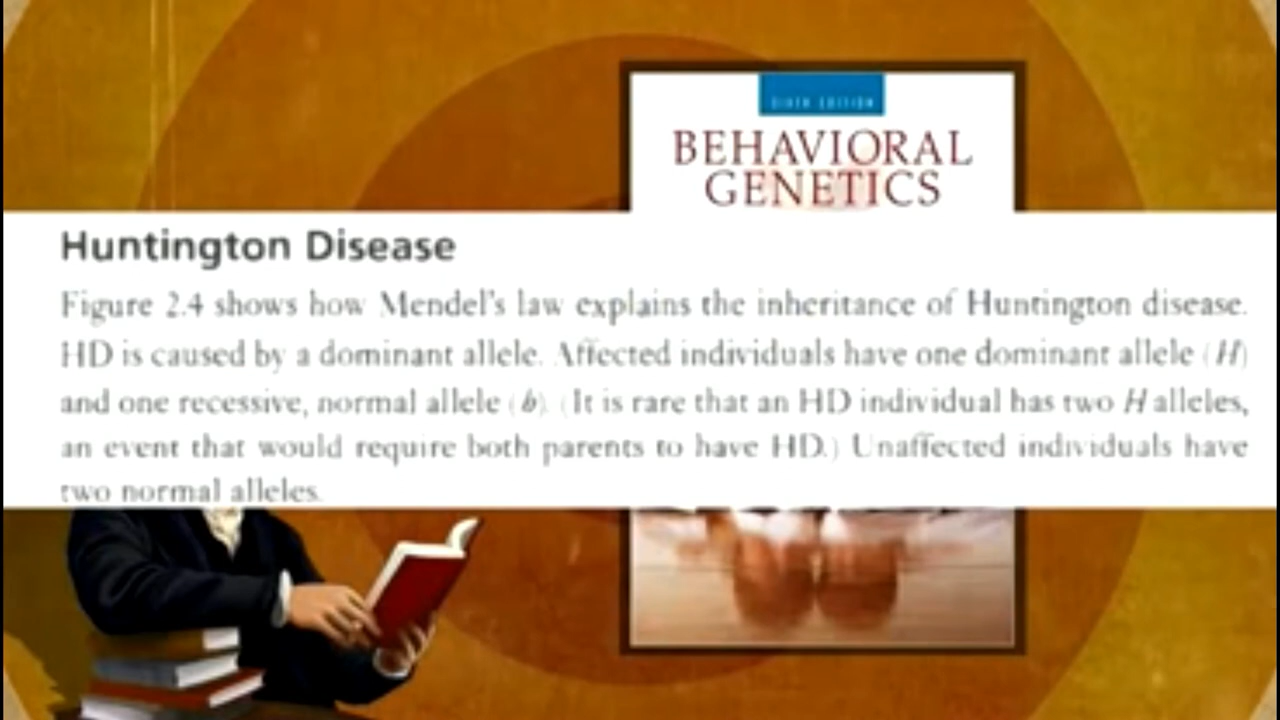 SIXTH EDITION
BEHAVIORAL
GENETICS
Huntington Disease
Figure 2.4 shows how Mendel's law explains the inheritance of Huntington disease.
HD is caused by a dominant allele. Affected individuals have one dominant allele (H)
and one recessive, normal allele (h). (It is rare that an HD individual has two H alleles,
an event that would require both parents to have HD.) Unaffected individuals have
two normal alleles.